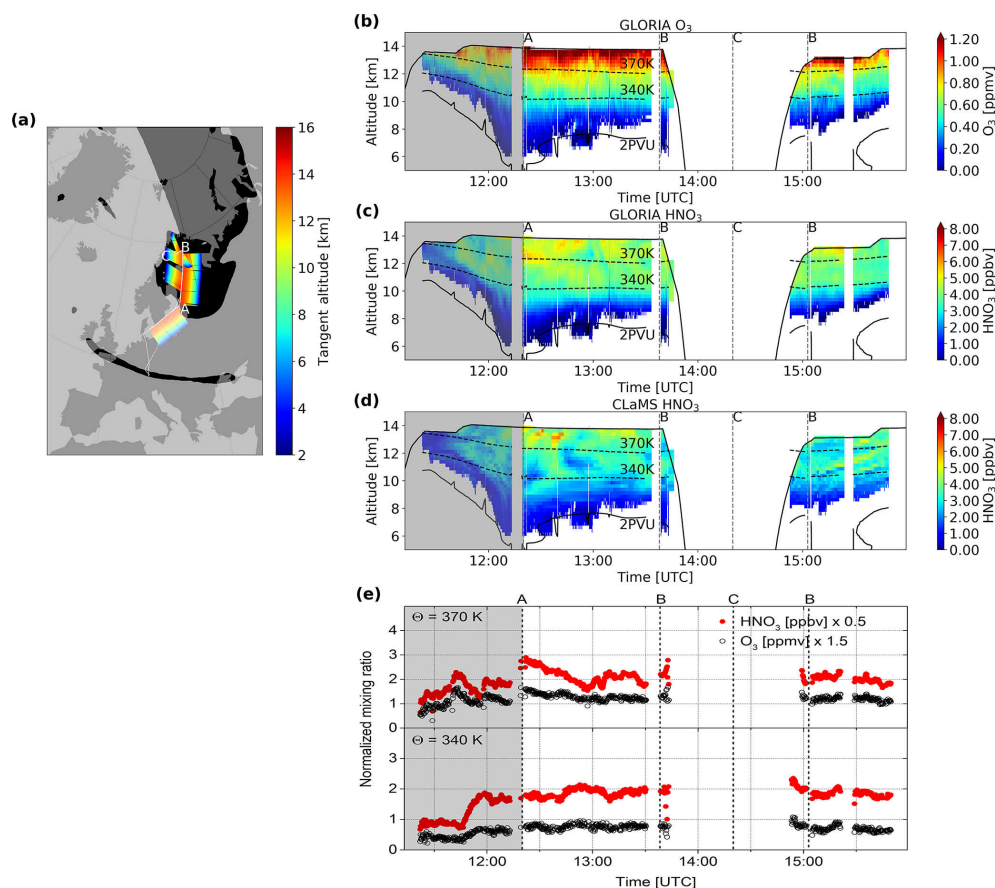 (a)
A
B
C
16
14
12
10
8
6
4
2
Tangent altitude [km]
(b)
GLORIA O₃
A
B
C
B
370K
340K
2PVU
14
12
10
8
6
Altitude [km]
12:00
13:00
14:00
15:00
Time [UTC]
1.20
1.00
0.80
0.60
0.40
0.20
0.00
O₃ [ppmv]
(c)
GLORIA HNO₃
A
B
C
B
370K
340K
2PVU
14
12
10
8
6
Altitude [km]
12:00
13:00
14:00
15:00
Time [UTC]
8.00
7.00
6.00
5.00
4.00
3.00
2.00
1.00
0.00
HNO₃ [ppbv]
(d)
CLaMS HNO₃
A
B
C
B
370K
340K
2PVU
14
12
10
8
6
Altitude [km]
12:00
13:00
14:00
15:00
Time [UTC]
8.00
7.00
6.00
5.00
4.00
3.00
2.00
1.00
0.00
HNO₃ [ppbv]
(e)
A
B
C
B
Θ = 370 K
HNO₃ [ppbv] x 0.5
O₃ [ppmv] x 1.5
5
4
3
2
1
0
Θ = 340 K
4
3
2
1
0
Normalized mixing ratio
12:00
13:00
14:00
15:00
Time [UTC]